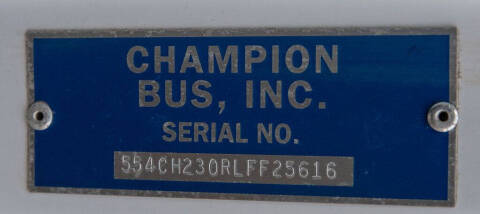 CHAMPION
BUS, INC.
SERIAL NO.
554CH230RLFF25616